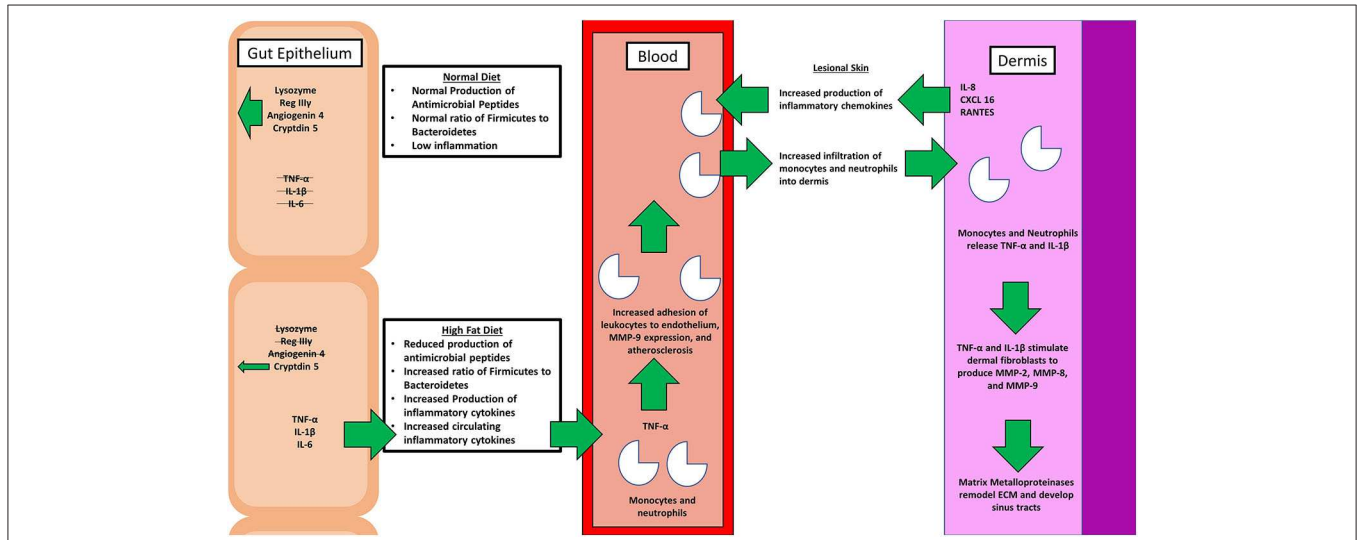 Gut Epithelium
Lysozyme
Reg IIIγ
Angiogenin 4
Cryptdin 5
TNF-α
IL-1β
IL-6
Normal Diet
• Normal Production of
Antimicrobial Peptides
• Normal ratio of Firmicutes to
Bacteroidetes
• Low inflammation
Lysozyme
Reg IIIγ
Angiogenin 4
Cryptdin 5
TNF-α
IL-1β
IL-6
High Fat Diet
• Reduced production of
antimicrobial peptides
• Increased ratio of Firmicutes to
Bacteroidetes
• Increased Production of
inflammatory cytokines
• Increased circulating
inflammatory cytokines
Blood
Increased adhesion of
leukocytes to endothelium,
MMP-9 expression, and
atherosclerosis
TNF-α
Monocytes and
neutrophils
Lesional Skin
Increased production of
inflammatory chemokines
Increased infiltration of
monocytes and neutrophils
into dermis
Dermis
IL-8
CXCL 16
RANTES
Monocytes and Neutrophils
release TNF-α and IL-1β
TNF-α and IL-1β stimulate
dermal fibroblasts to
produce MMP-2, MMP-8,
and MMP-9
Matrix Metalloproteinases
remodel ECM and develop
sinus tracts